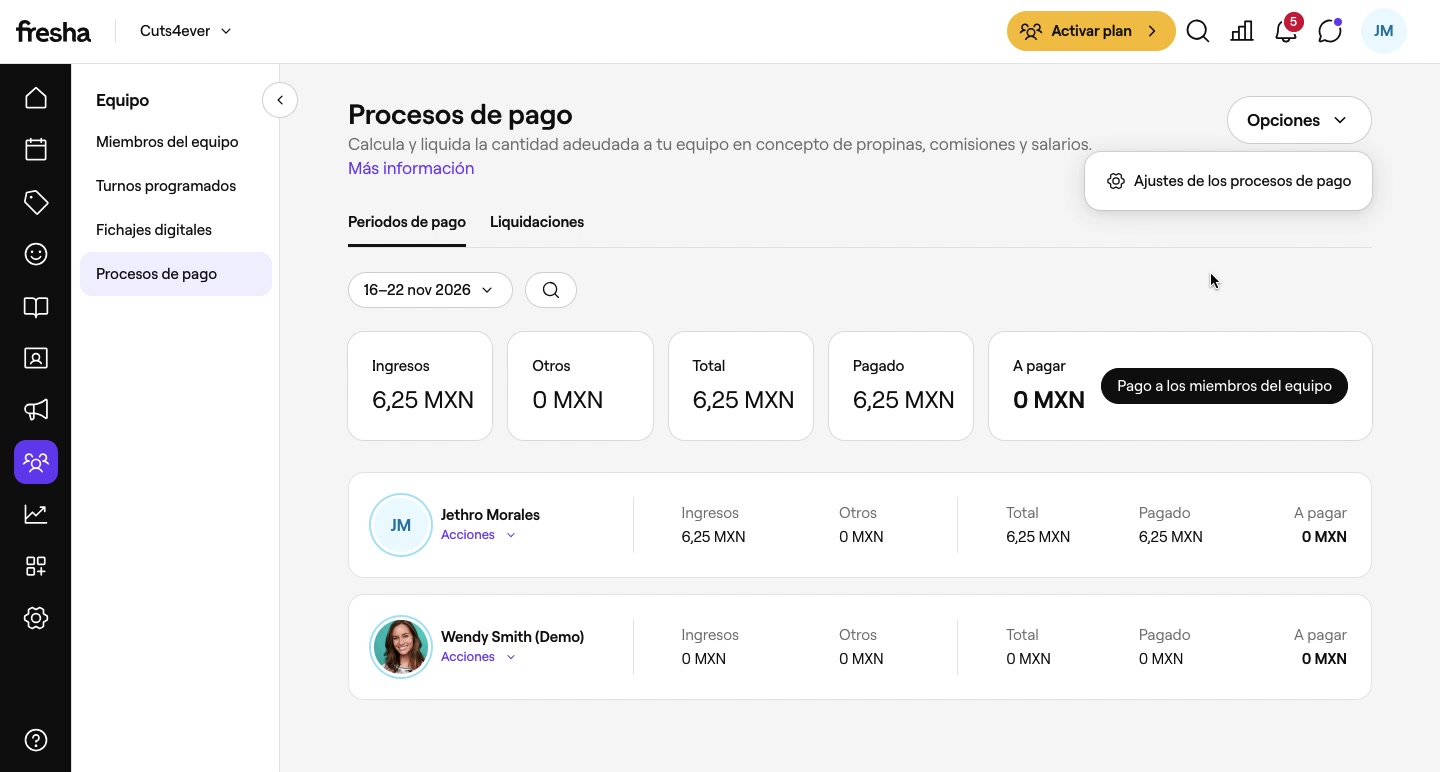 fresha
Cuts4ever
Activar plan
5
JM
Equipo
Miembros del equipo
Turnos programados
Fichajes digitales
Procesos de pago
Procesos de pago
Calcula y liquida la cantidad adeudada a tu equipo en concepto de propinas, comisiones y salarios.
Más información
Opciones
Ajustes de los procesos de pago
Periodos de pago
Liquidaciones
16–22 nov 2026
Ingresos
6,25 MXN
Otros
0 MXN
Total
6,25 MXN
Pagado
6,25 MXN
A pagar
0 MXN
Pago a los miembros del equipo
JM
Jethro Morales
Acciones
Ingresos
6,25 MXN
Otros
0 MXN
Total
6,25 MXN
Pagado
6,25 MXN
A pagar
0 MXN
Wendy Smith (Demo)
Acciones
Ingresos
0 MXN
Otros
0 MXN
Total
0 MXN
Pagado
0 MXN
A pagar
0 MXN